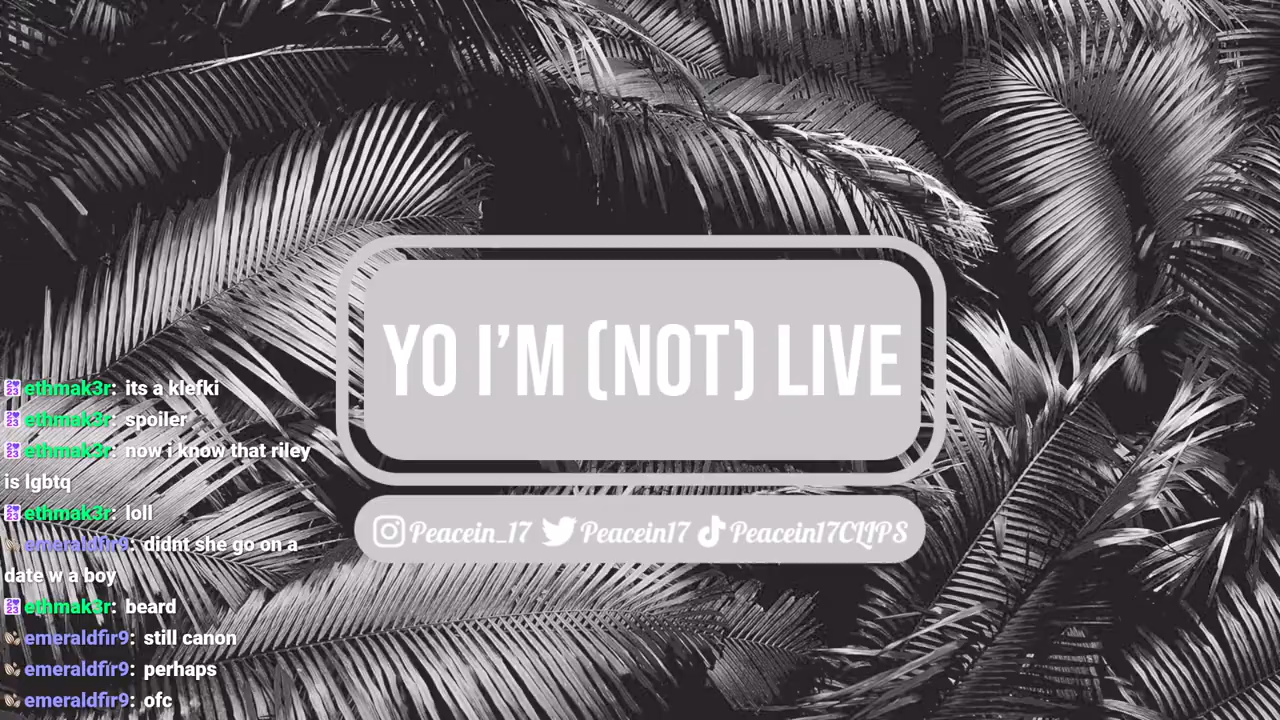 YO I'M (NOT) LIVE
Peacein_17 Peacein17 Peacein17CLIPS
ethmak3r: its a klefki
ethmak3r: spoiler
ethmak3r: now i know that riley
is lgbtq
ethmak3r: loll
emeraldfir9: didnt she go on a
date w a boy
ethmak3r: beard
emeraldfir9: still canon
emeraldfir9: perhaps
emeraldfir9: ofc